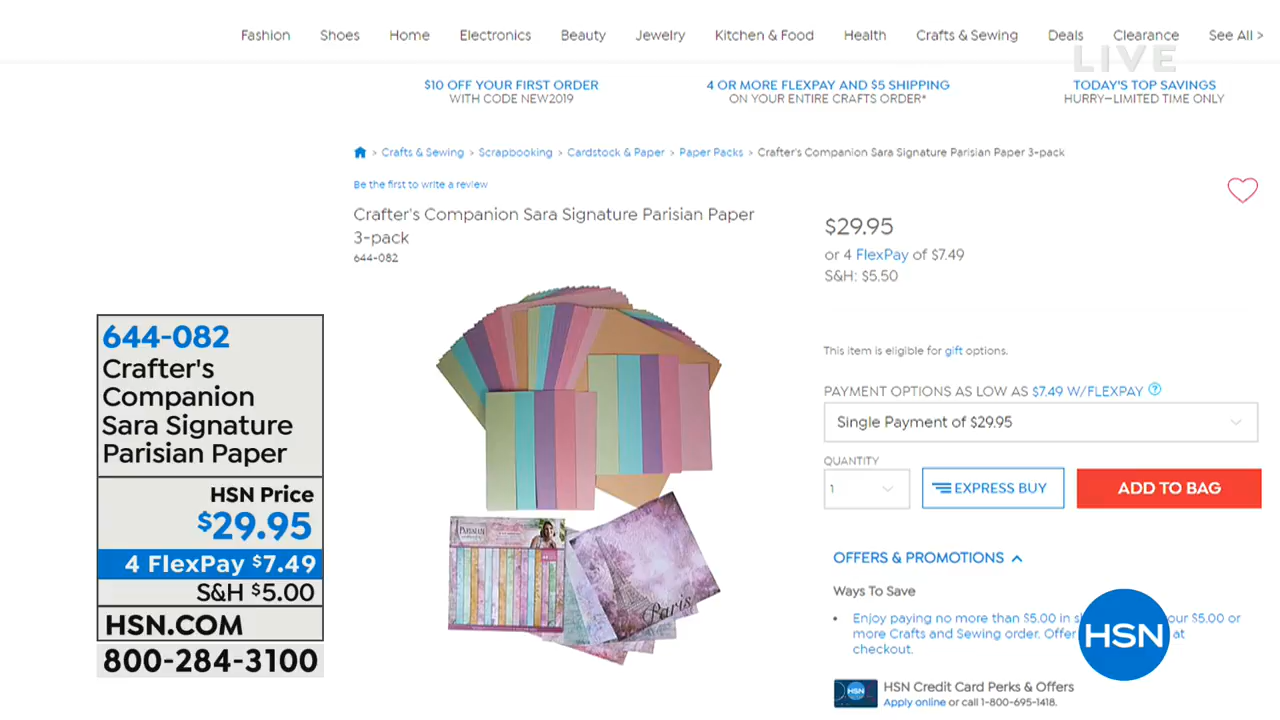 Fashion Shoes Home Electronics Beauty Jewelry Kitchen & Food Health Crafts & Sewing Deals Clearance See All >
LIVE
$10 OFF YOUR FIRST ORDER
WITH CODE NEW2019
4 OR MORE FLEXPAY AND $5 SHIPPING
ON YOUR ENTIRE CRAFTS ORDER*
TODAY'S TOP SAVINGS
HURRY–LIMITED TIME ONLY
> Crafts & Sewing > Scrapbooking > Cardstock & Paper > Paper Packs > Crafter's Companion Sara Signature Parisian Paper 3-pack
Be the first to write a review
Crafter's Companion Sara Signature Parisian Paper
3-pack
644-082
$29.95
or 4 FlexPay of $7.49
S&H: $5.50
This item is eligible for gift options.
PAYMENT OPTIONS AS LOW AS $7.49 W/FLEXPAY ?
Single Payment of $29.95
QUANTITY
1
EXPRESS BUY
ADD TO BAG
OFFERS & PROMOTIONS
Ways To Save
• Enjoy paying no more than $5.00 in our $5.00 or
more Crafts and Sewing order. Offer at
checkout.
HSN
HSN Credit Card Perks & Offers
Apply online or call 1-800-695-1418.
HSN
PARISIAN
Paris
644-082
Crafter's
Companion
Sara Signature
Parisian Paper
HSN Price
$29.95
4 FlexPay $7.49
S&H $5.00
HSN.COM
800-284-3100